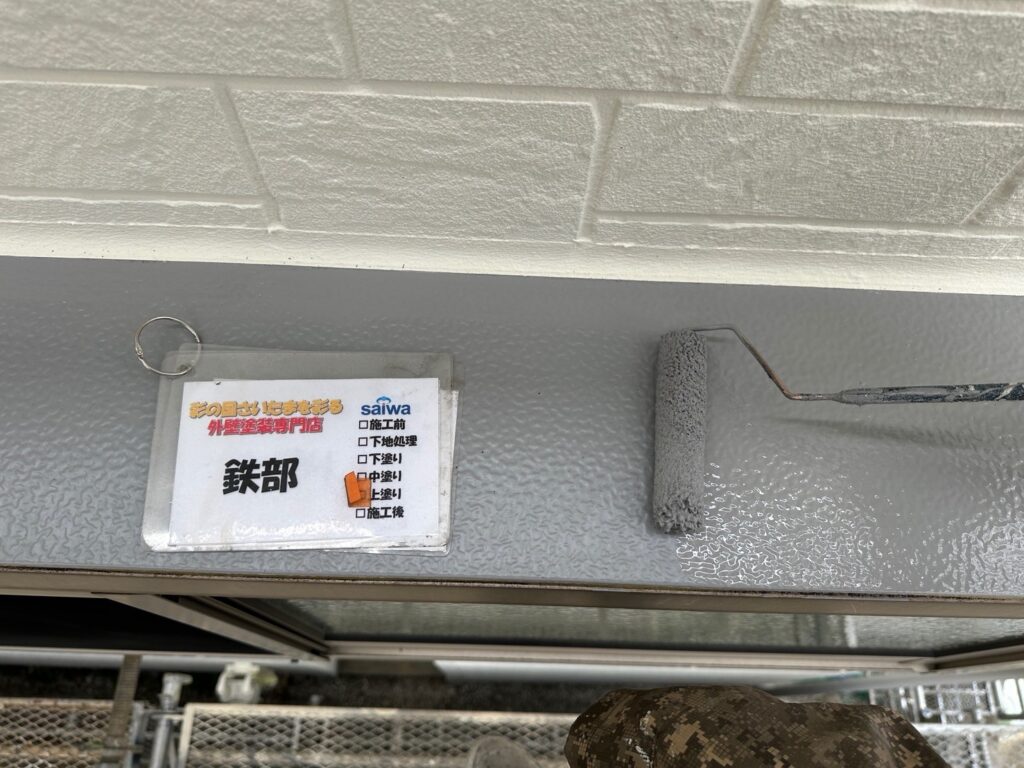 彩の国さいたまを彩る
外壁塗装専門店
鉄部
saiwa
□施工前
□下地処理
□下塗り
□中塗り
上塗り
□施工後